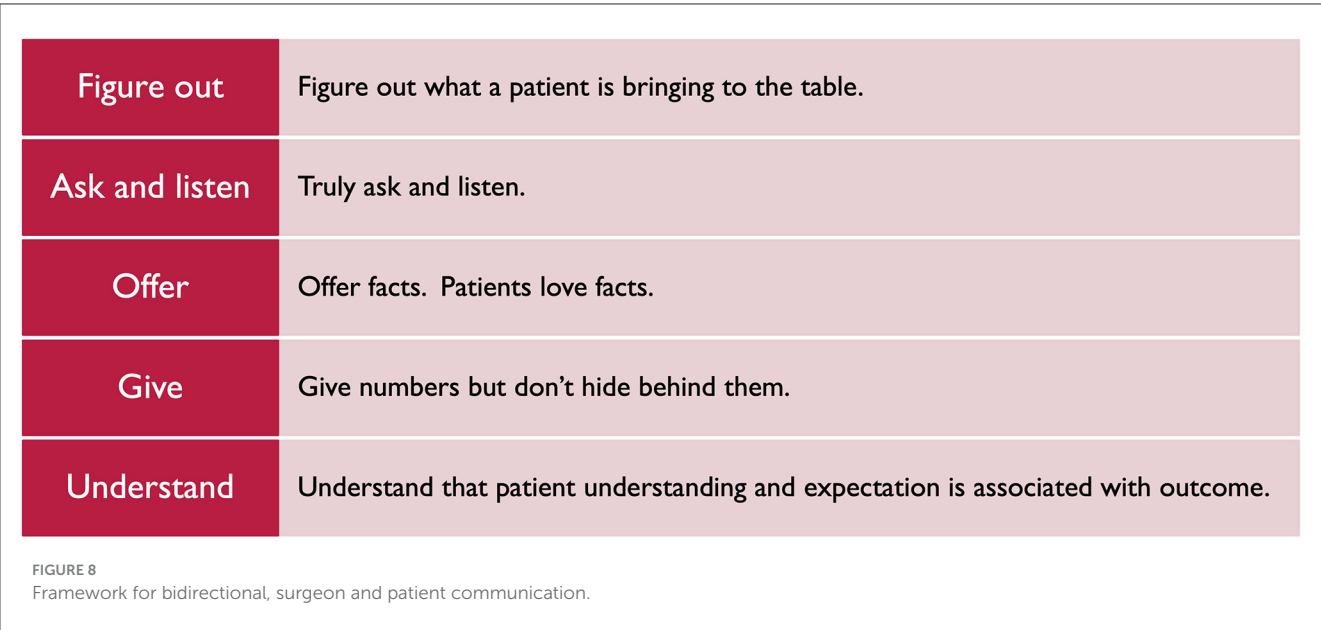 Figure out
Figure out what a patient is bringing to the table.
Ask and listen
Truly ask and listen.
Offer
Offer facts.  Patients love facts.
Give
Give numbers but don’t hide behind them.
Understand
Understand that patient understanding and expectation is associated with outcome.
FIGURE 8
Framework for bidirectional, surgeon and patient communication.